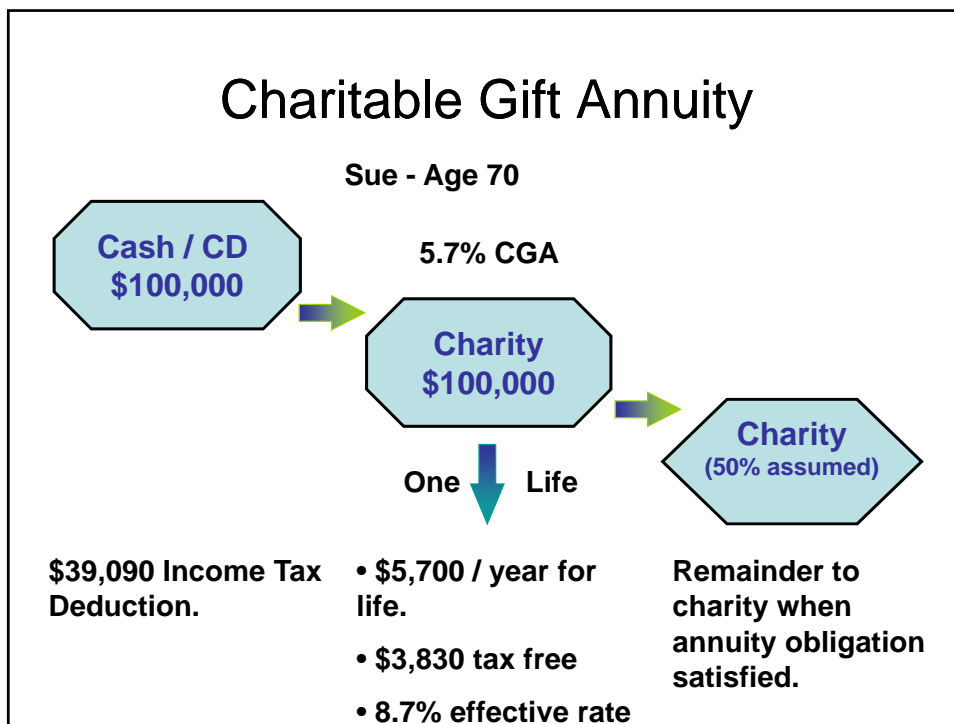 Charitable Gift Annuity
Sue - Age 70
Cash / CD
$100,000
5.7% CGA
Charity
$100,000
Charity
(50% assumed)
One Life
$39,090 Income Tax
Deduction.
• $5,700 / year for
life.
• $3,830 tax free
• 8.7% effective rate
Remainder to
charity when
annuity obligation
satisfied.